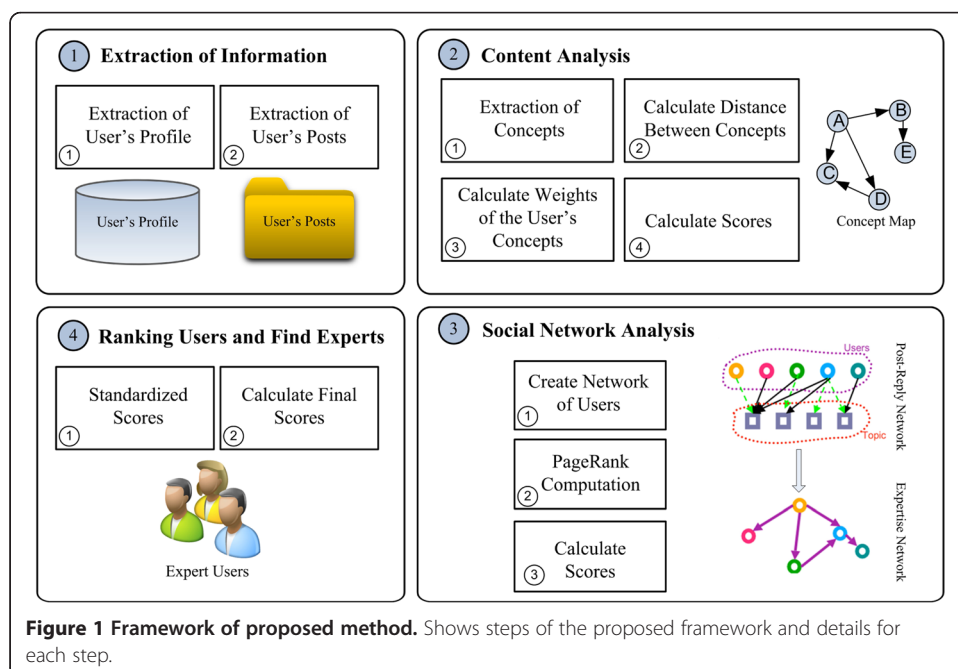 1 Extraction of Information
Extraction of
User's Profile
1
Extraction of
User's Posts
2
User's Profile
User's Posts
2 Content Analysis
Extraction of
Concepts
1
Calculate Distance
Between Concepts
2
Calculate Weights
of the User's
Concepts
3
Calculate Scores
4
A
B
E
C
D
Concept Map
4 Ranking Users and Find Experts
Standardized
Scores
1
Calculate Final
Scores
2
Expert Users
3 Social Network Analysis
Create Network
of Users
1
PageRank
Computation
2
Calculate
Scores
3
Users
Topic
Post-Reply Network
Expertise Network
Figure 1 Framework of proposed method. Shows steps of the proposed framework and details for
each step.